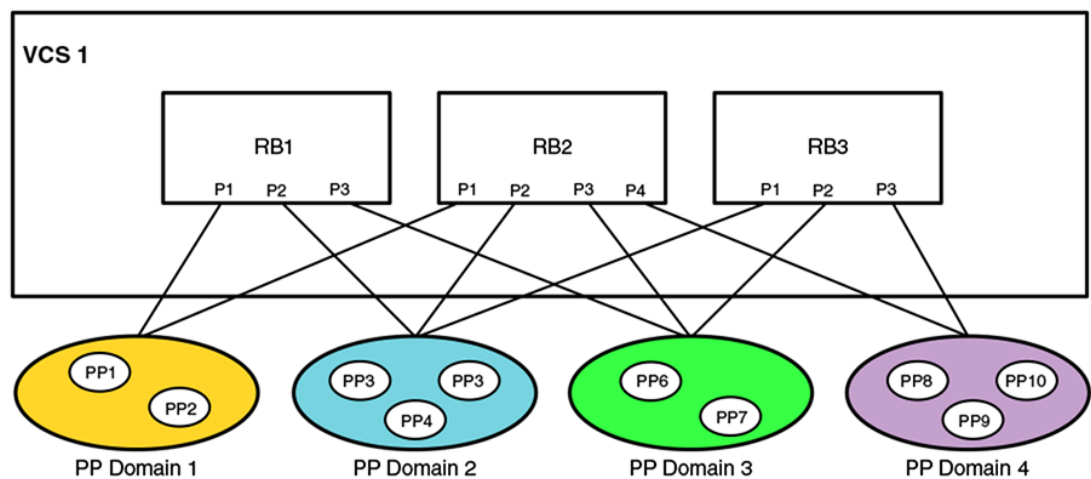 VCS 1
RB1
RB2
RB3
P1 P2 P3
P1 P2 P3 P4
P1 P2 P3
PP1
PP2
PP3
PP3
PP4
PP6
PP7
PP8
PP10
PP9
PP Domain 1
PP Domain 2
PP Domain 3
PP Domain 4